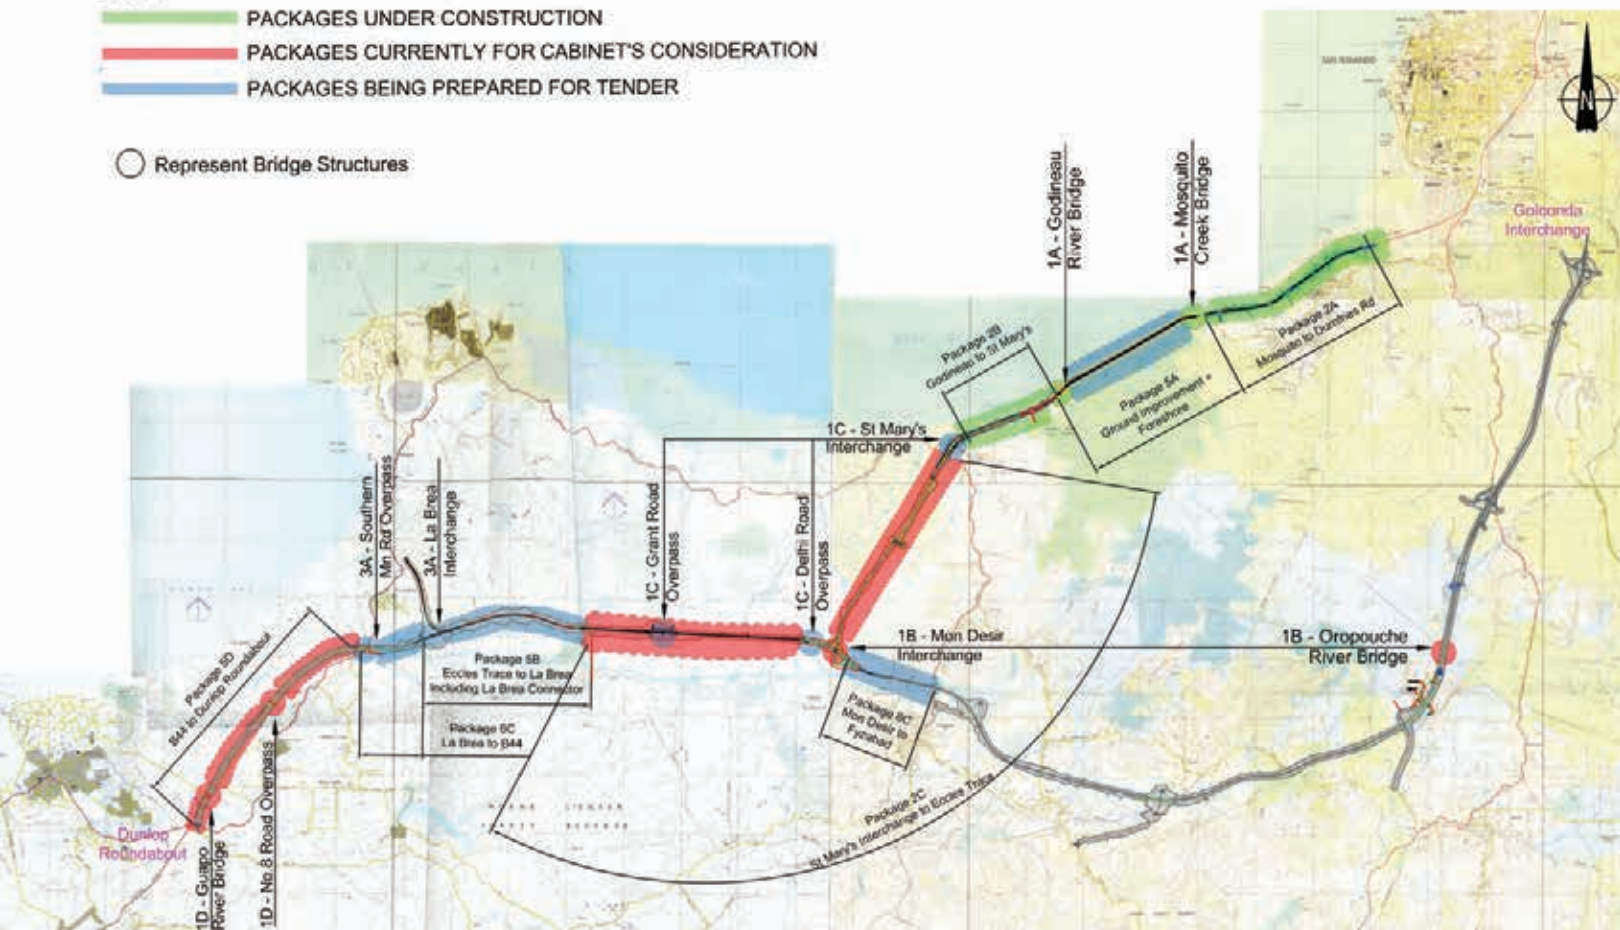 PACKAGES UNDER CONSTRUCTION
PACKAGES CURRENTLY FOR CABINET'S CONSIDERATION
PACKAGES BEING PREPARED FOR TENDER
Represent Bridge Structures
N
SAN FERNANDO
Golconda
Interchange
1A - Godineau
River Bridge
1A - Mosquito
Creek Bridge
Package 2B
Godineau to St Mary's
Package 2A
Mosquito to Dumfries Rd
Package 5A
Ground Improvement +
Foreshore
1C - St Mary's
Interchange
3A - Southern
Mn Rd Overpass
3A - La Brea
Interchange
1C - Grant Road
Overpass
1C - Delhi Road
Overpass
1B - Mon Desir
Interchange
1B - Oropouche
River Bridge
Package 5D
B44 to Dunlop Roundabout
Package 5B
Eccles Trace to La Brea
Including La Brea Connector
Package 6C
La Brea to B44
Mon Desir to
Fyzabad
Package 2C
St Mary's Interchange to Eccles Trace
Dunlop
Roundabout
1D - Guapo
River Bridge
1D - No.8 Road Overpass